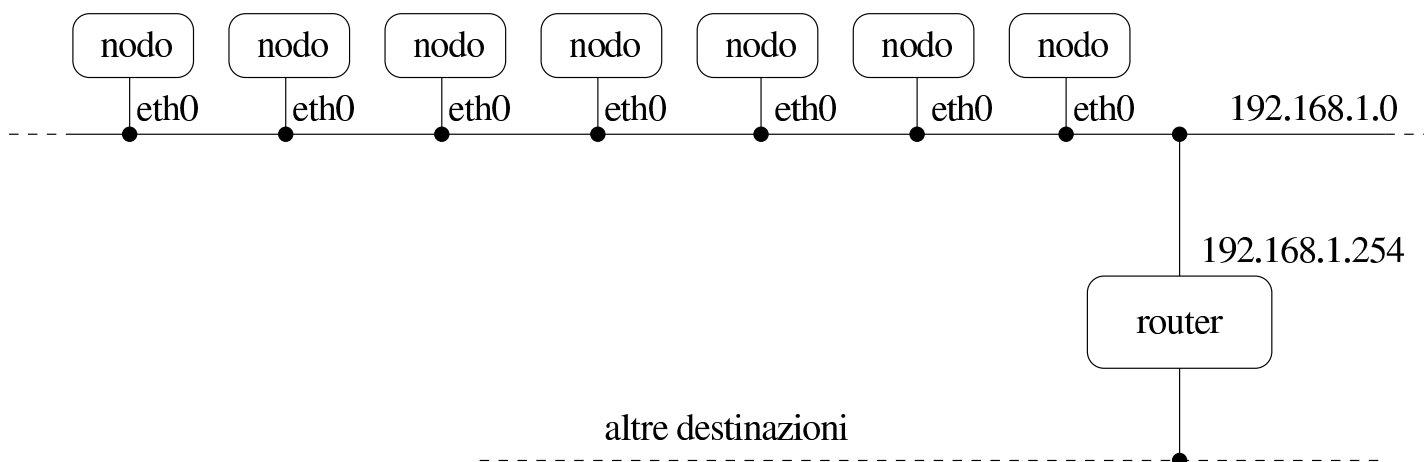 nodo nodo nodo nodo nodo nodo nodo
eth0 eth0 eth0 eth0 eth0 eth0 eth0 192.168.1.0
192.168.1.254
router
altre destinazioni